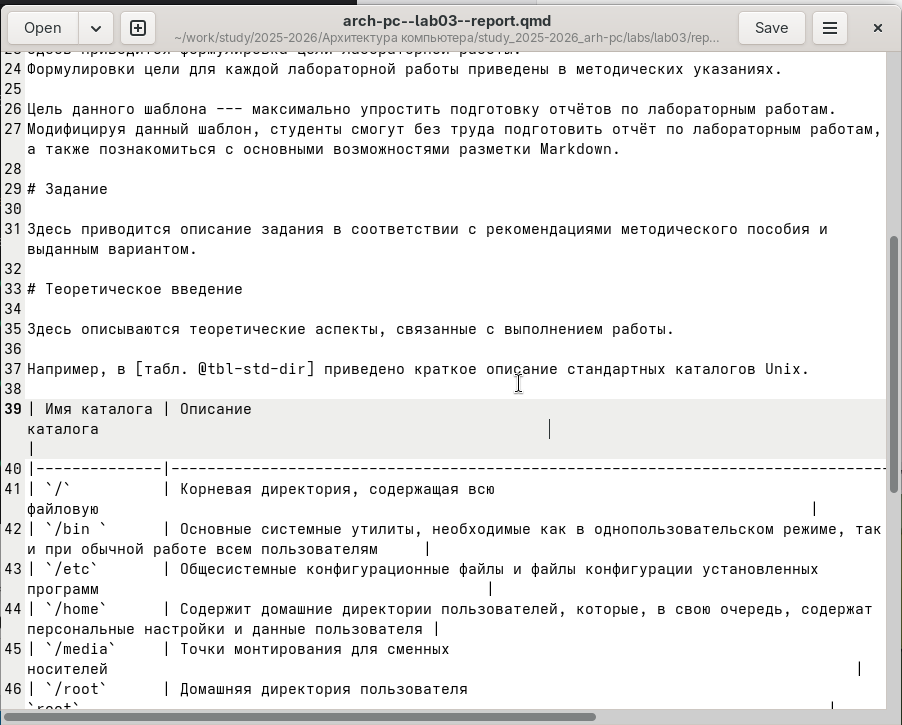 Open
arch-pc--lab03--report.qmd
~/work/study/2025-2026/Архитектура компьютера/study_2025-2026_arch-pc/labs/lab03/rep...
Save
24 Формулировки цели для каждой лабораторной работы приведены в методических указаниях.
25
26 Цель данного шаблона --- максимально упростить подготовку отчётов по лабораторным работам.
27 Модифицируя данный шаблон, студенты смогут без труда подготовить отчёт по лабораторным работам,
а также познакомиться с основными возможностями разметки Markdown.
28
29 # Задание
30
31 Здесь приводится описание задания в соответствии с рекомендациями методического пособия и
выданным вариантом.
32
33 # Теоретическое введение
34
35 Здесь описываются теоретические аспекты, связанные с выполнением работы.
36
37 Например, в [табл. @tbl-std-dir] приведено краткое описание стандартных каталогов Unix.
38
39 | Имя каталога | Описание
каталога
|
40 |--------------|--------------------------------------------------------------------------------
41 | `/`          | Корневая директория, содержащая всю
файловую |
42 | `/bin `      | Основные системные утилиты, необходимые как в однопользовательском режиме, так
и при обычной работе всем пользователям     |
43 | `/etc`       | Общесистемные конфигурационные файлы и файлы конфигурации установленных
программ |
44 | `/home`      | Содержит домашние директории пользователей, которые, в свою очередь, содержат
персональные настройки и данные пользователя |
45 | `/media`     | Точки монтирования для сменных
носителей |
46 | `/root`      | Домашняя директория пользователя
`root` |